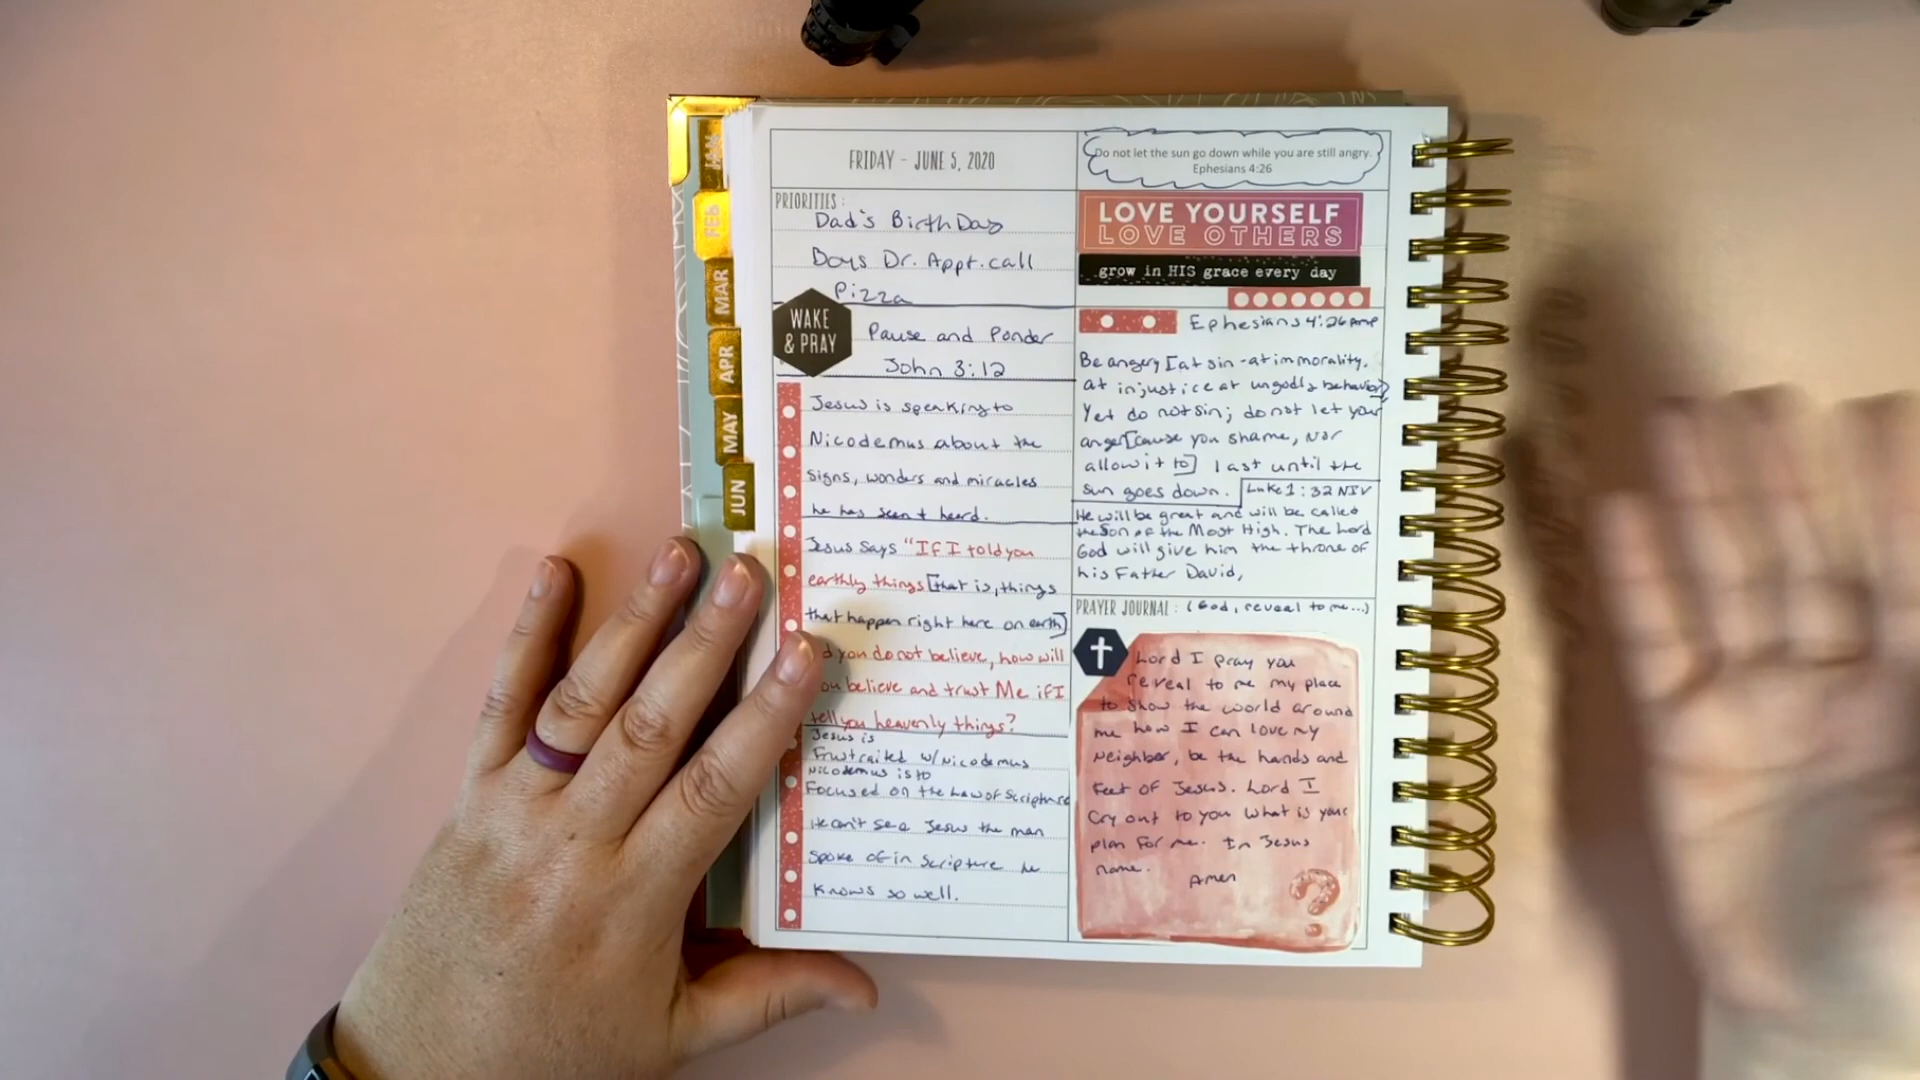 JAN
FEB
MAR
APR
MAY
JUN
FRIDAY - JUNE 5, 2020
PRIORITIES:
Dad's BirthDay
Boys Dr. Appt. call
Pizza
WAKE
& PRAY
Pause and Ponder
John 3:12
Jesus is speaking to
Nicodemus about the
signs, wonders and miracles
he has seen + heard.
Jesus says "If I told you
earthly things [that is, things
that happen right here on earth]
you do not believe, how will
believe and trust Me if I
tell you heavenly things?
Jesus is
Frustraited w/ Nicodemus
Nicodemus is to
Focused on the Law of Scripture
He can't see Jesus the man
spoke of in Scripture he
knows so well.
Do not let the sun go down while you are still angry.
Ephesians 4:26
LOVE YOURSELF
LOVE OTHERS
grow in HIS grace every day
Ephesians 4:26 AMP
Be angery [at sin - at immorality,
at injustice at ungodly behavior]
Yet do not sin; do not let your
anger [cause you shame, nor
allow it to] last until the
sun goes down.
Luke 1:32 NIV
He will be great and will be called
the Son of the Most High. The Lord
God will give him the throne of
his Father David,
PRAYER JOURNAL: (God, reveal to me...)
Lord I pray you
reveal to me my place
to show the world around
me how I can love my
neighbor, be the hands and
feet of Jesus. Lord I
Cry out to you what is your
plan for me. In Jesus
name.
Amen
?